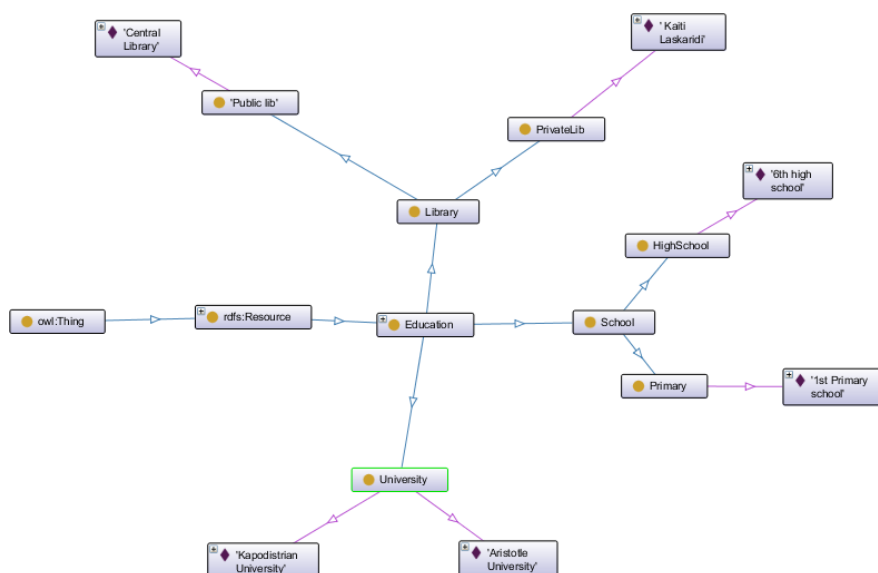 'Central
Library'
' Kaiti
Laskaridi'
'Public lib'
PrivateLib
'6th high
school'
Library
HighSchool
owl:Thing
rdfs:Resource
Education
School
Primary
'1st Primary
school'
University
'Kapodistrian
University'
'Aristotle
University'